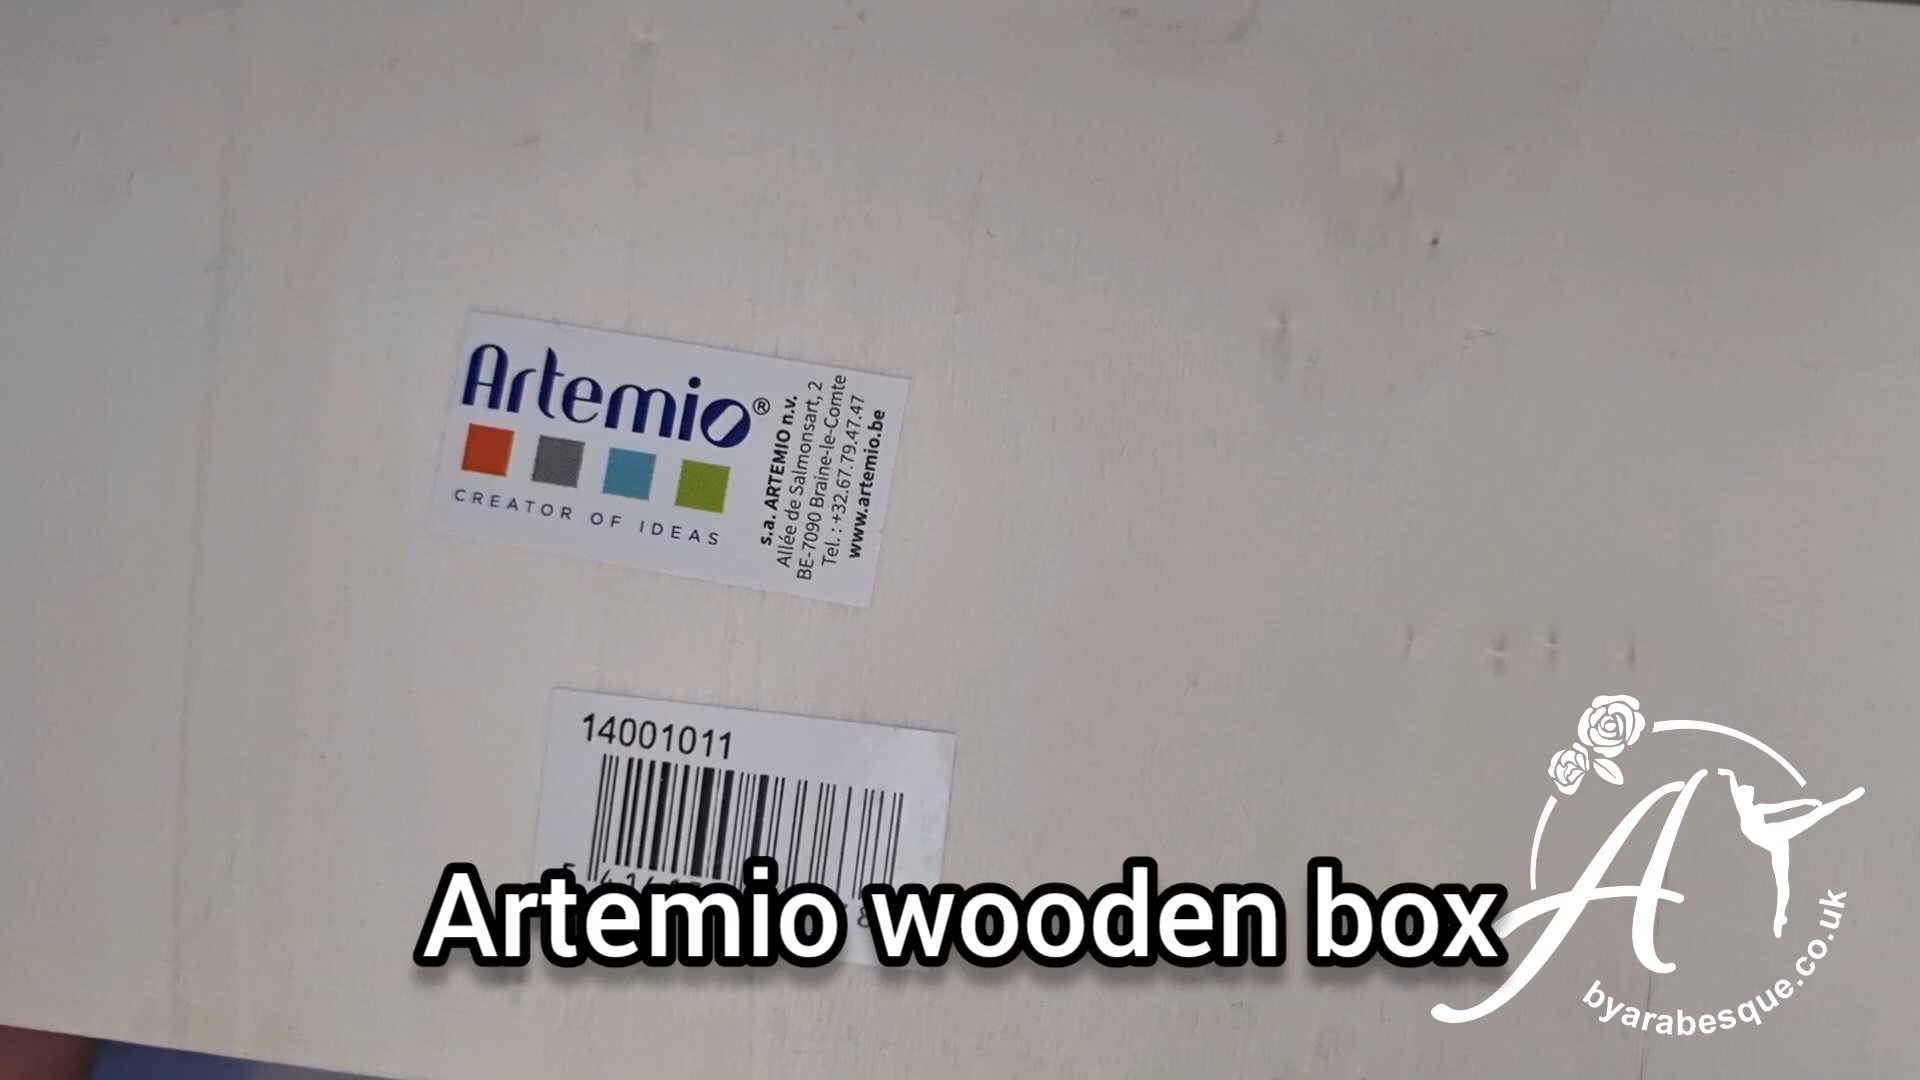 Artemio®
CREATOR OF IDEAS
s.a. ARTEMIO n.v.
Allée de Salmonsart, 2
BE-7090 Braine-le-Comte
Tel. : +32.67.79.47.47
www.artemio.be
14001011
Artemio wooden box
A
byarabesque.co.uk